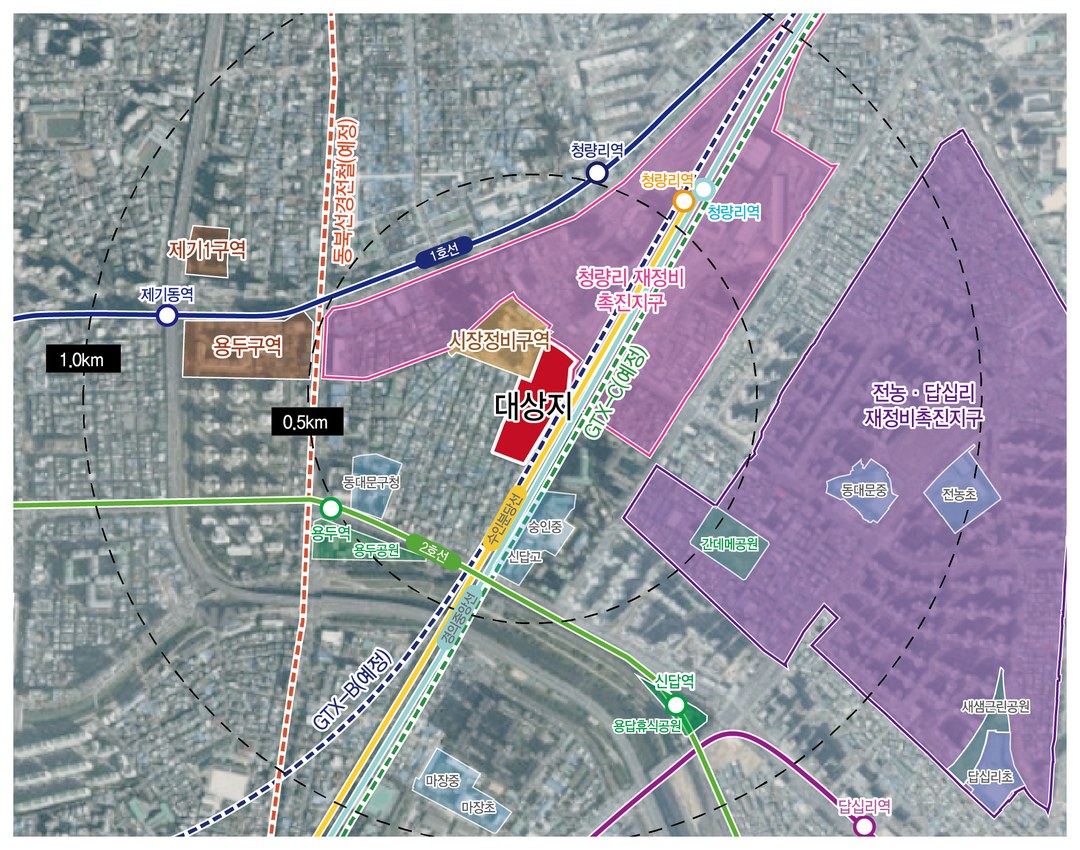 동북선경전철(예정)
청량리역
청량리역
청량리역
제기1구역
1호선
제기동역
청량리 재정비
촉진지구
용두구역
시장정비구역
1.0km
GTX-C(예정)
전농·답십리
재정비촉진지구
대상지
0.5km
동대문구청
동대문중
전농초
수인분당선
숭인중
용두역
용두공원
2호선
신답교
간데메공원
경의중앙선
GTX-B(예정)
신답역
용답휴식공원
새샘근린공원
마장중
마장초
답십리초
답십리역